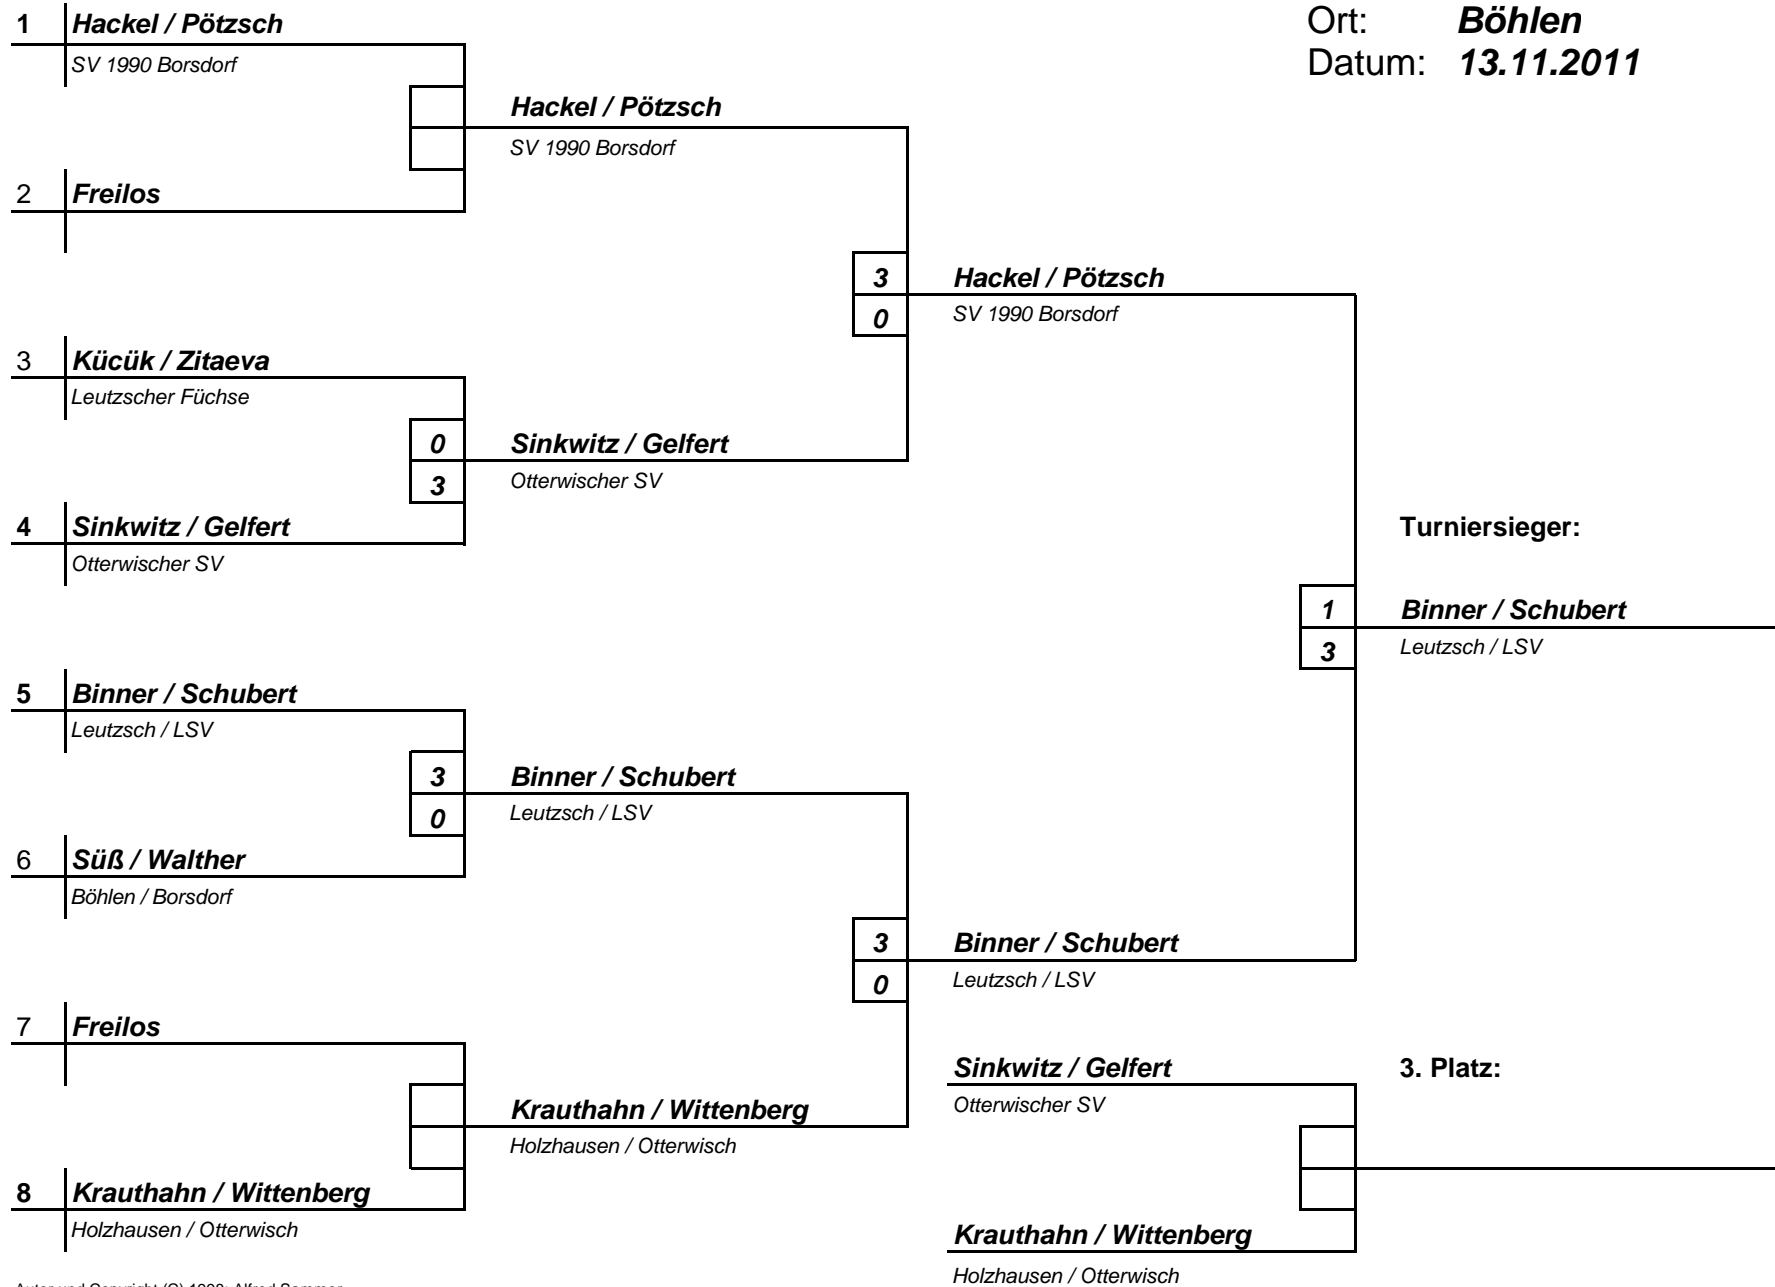 Ort: Böhlen
Datum: 13.11.2011
1 Hackel / Pötzsch
SV 1990 Borsdorf
Hackel / Pötzsch
SV 1990 Borsdorf
2 Freilos
3 Hackel / Pötzsch
0 SV 1990 Borsdorf
3 Kücük / Zitaeva
Leutzscher Füchse
0 Sinkwitz / Gelfert
3 Otterwischer SV
4 Sinkwitz / Gelfert
Otterwischer SV
Turniersieger:
1 Binner / Schubert
3 Leutzsch / LSV
5 Binner / Schubert
Leutzsch / LSV
3 Binner / Schubert
0 Leutzsch / LSV
6 Süß / Walther
Böhlen / Borsdorf
3 Binner / Schubert
0 Leutzsch / LSV
7 Freilos
Sinkwitz / Gelfert
Otterwischer SV
3. Platz:
Krauthahn / Wittenberg
Holzhausen / Otterwisch
8 Krauthahn / Wittenberg
Holzhausen / Otterwisch
Krauthahn / Wittenberg
Holzhausen / Otterwisch